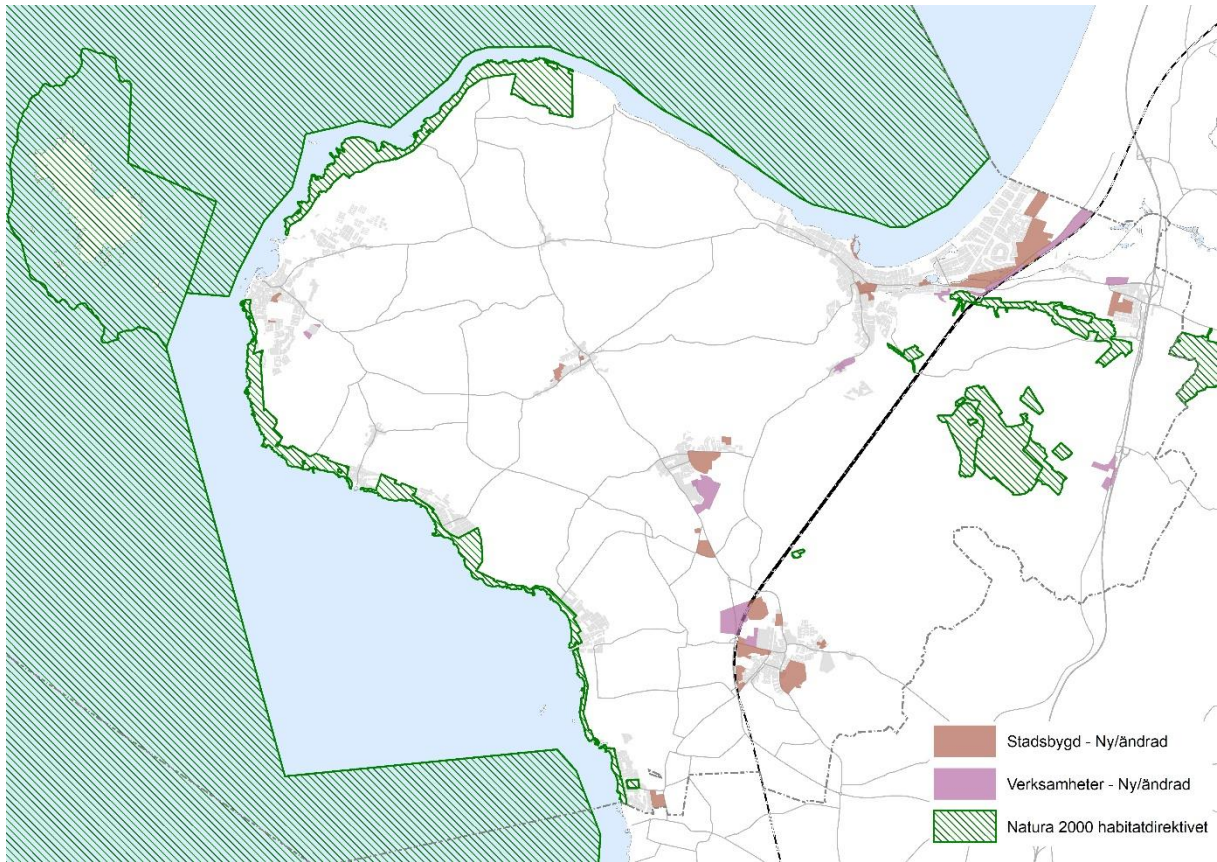 Stadsbygd - Ny/ändrad
Verksamheter - Ny/ändrad
Natura 2000 habitatdirektivet